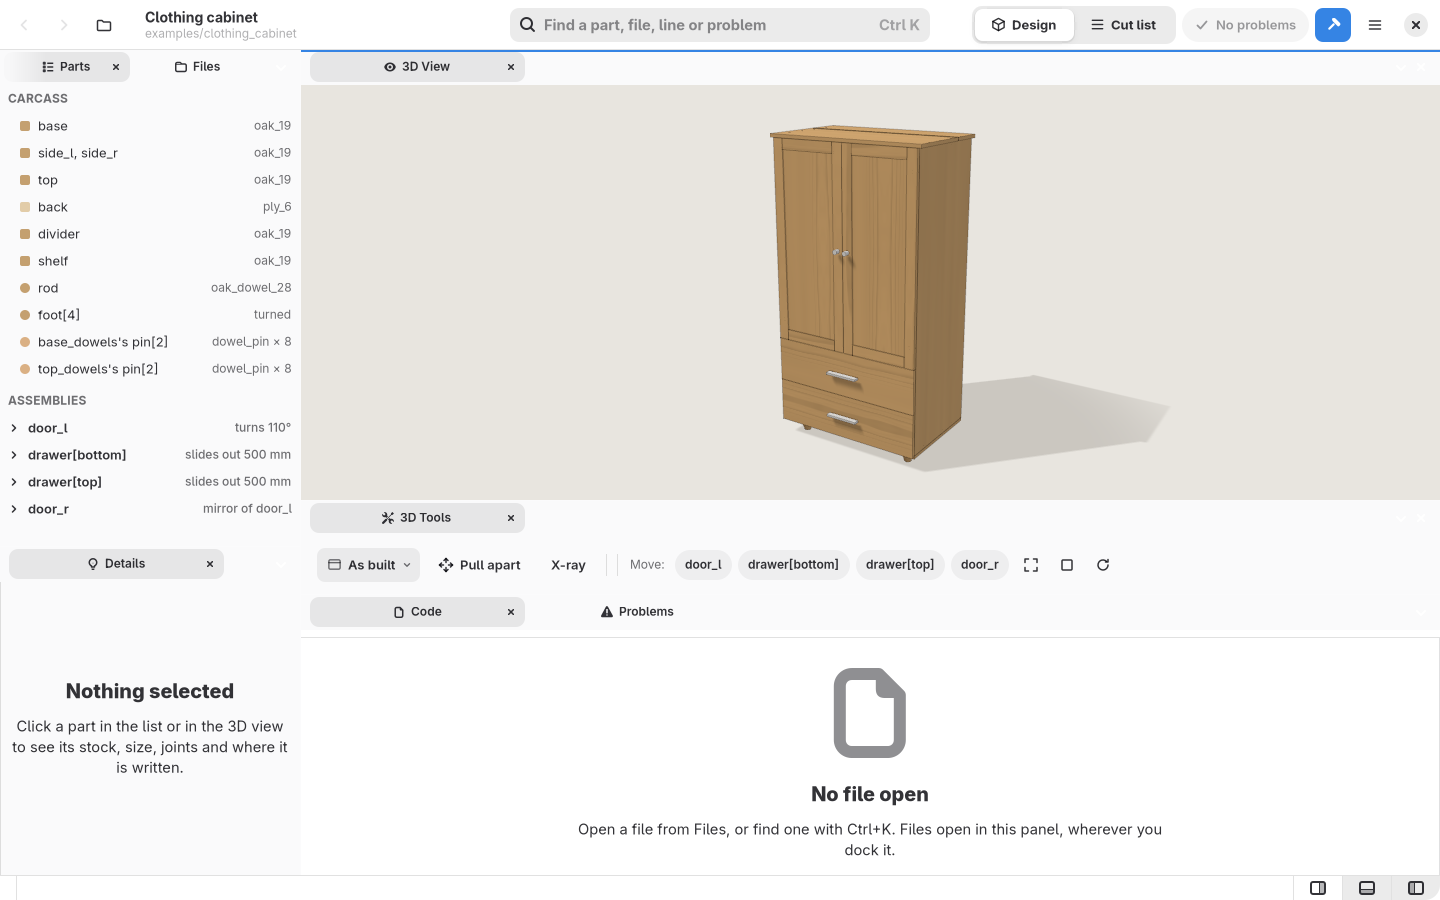 Clothing cabinet
examples/clothing_cabinet
Find a part, file, line or problem
Ctrl K
Design
Cut list
No problems
Parts
Files
3D View
CARCASS
base
oak_19
side_l, side_r
oak_19
top
oak_19
back
ply_6
divider
oak_19
shelf
oak_19
rod
oak_dowel_28
foot[4]
turned
base_dowels's pin[2]
dowel_pin × 8
top_dowels's pin[2]
dowel_pin × 8
ASSEMBLIES
door_l
turns 110°
drawer[bottom]
slides out 500 mm
drawer[top]
slides out 500 mm
door_r
mirror of door_l
Details
Nothing selected
Click a part in the list or in the 3D view
to see its stock, size, joints and where it
is written.
3D Tools
As built
Pull apart
X-ray
Move:
door_l
drawer[bottom]
drawer[top]
door_r
Code
Problems
No file open
Open a file from Files, or find one with Ctrl+K. Files open in this panel, wherever you
dock it.